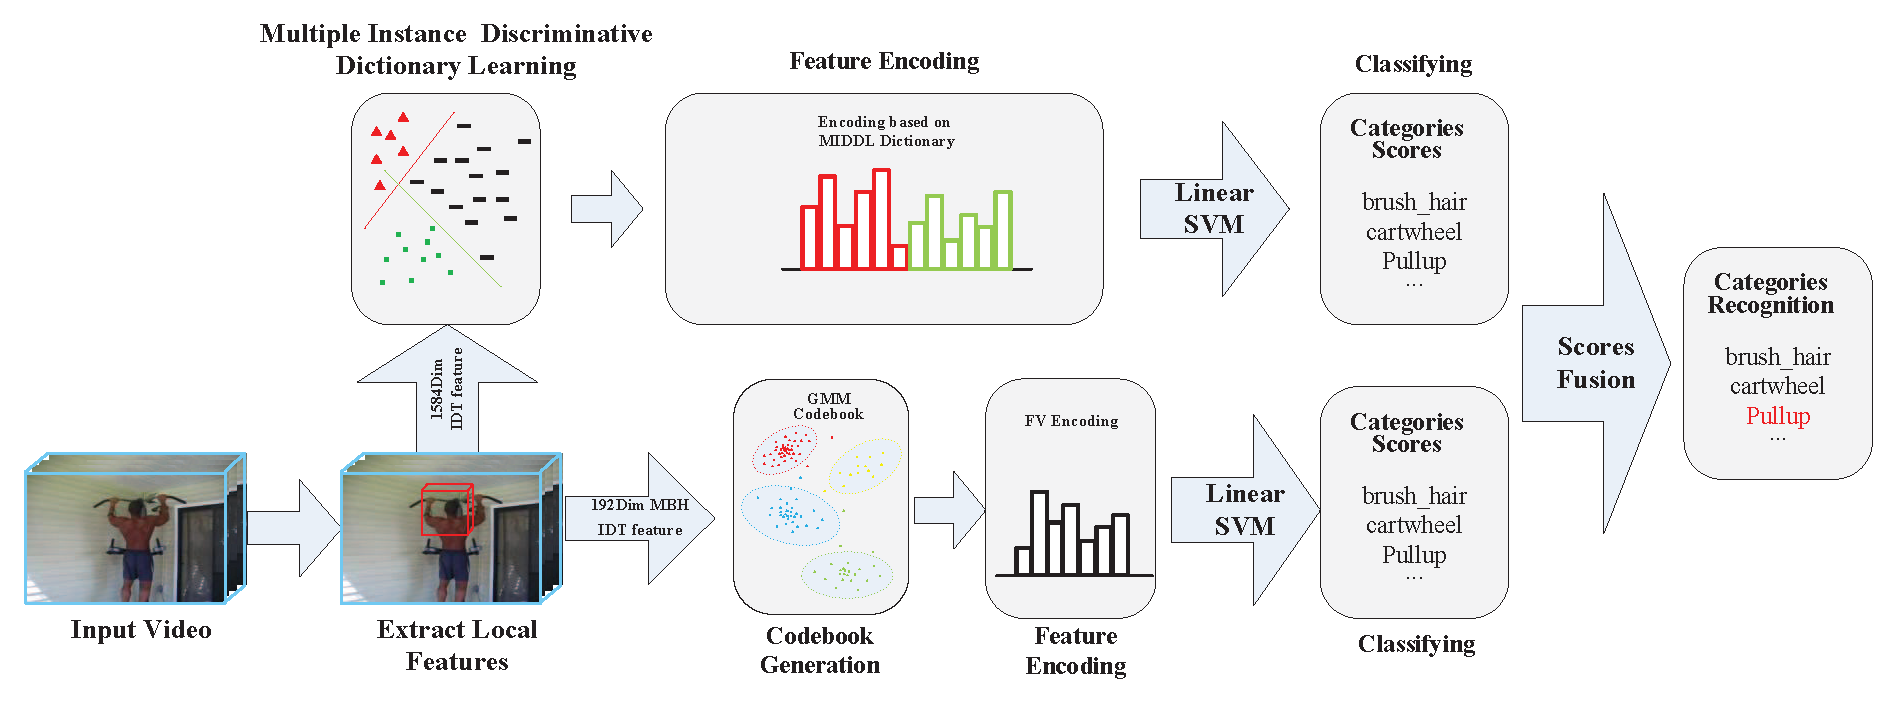 Multiple Instance Discriminative
Dictionary Learning
Feature Encoding
Encoding based on
MIDDL Dictionary
Linear
SVM
Classifying
Categories
Scores
brush_hair
cartwheel
Pullup
...
1584Dim
IDT feature
Input Video
Extract Local
Features
192Dim MBH
IDT feature
GMM
Codebook
Codebook
Generation
FV Encoding
Feature
Encoding
Linear
SVM
Categories
Scores
brush_hair
cartwheel
Pullup
...
Classifying
Scores
Fusion
Categories
Recognition
brush_hair
cartwheel
Pullup
...